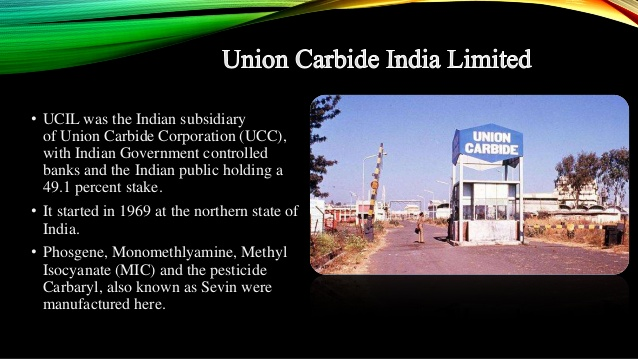 Union Carbide India Limited
• UCIL was the Indian subsidiary
of Union Carbide Corporation (UCC),
with Indian Government controlled
banks and the Indian public holding a
49.1 percent stake.
• It started in 1969 at the northern state of
India.
• Phosgene, Monomethlyamine, Methyl
Isocyanate (MIC) and the pesticide
Carbaryl, also known as Sevin were
manufactured here.
UNION
CARBIDE